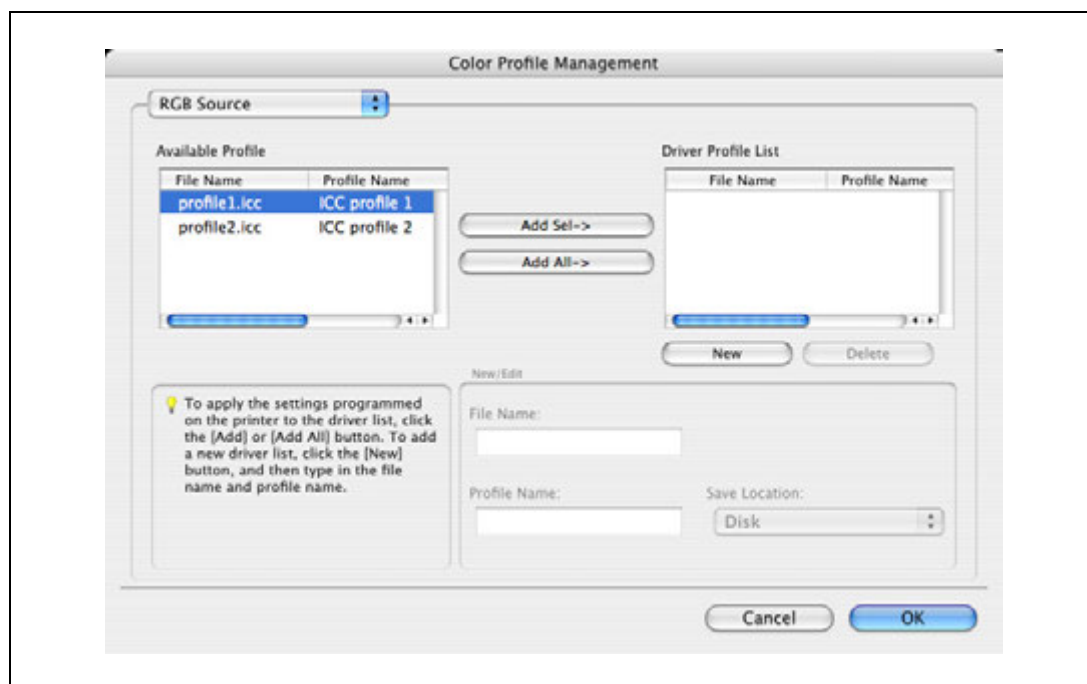 Color Profile Management
RGB Source
Available Profile
File Name Profile Name
profile1.icc ICC profile 1
profile2.icc ICC profile 2
Add Sel->
Add All->
Driver Profile List
File Name Profile Name
New Delete
To apply the settings programmed
on the printer to the driver list, click
the [Add] or [Add All] button. To add
a new driver list, click the [New]
button, and then type in the file
name and profile name.
New/Edit
File Name:
Profile Name:
Save Location:
Disk
Cancel OK